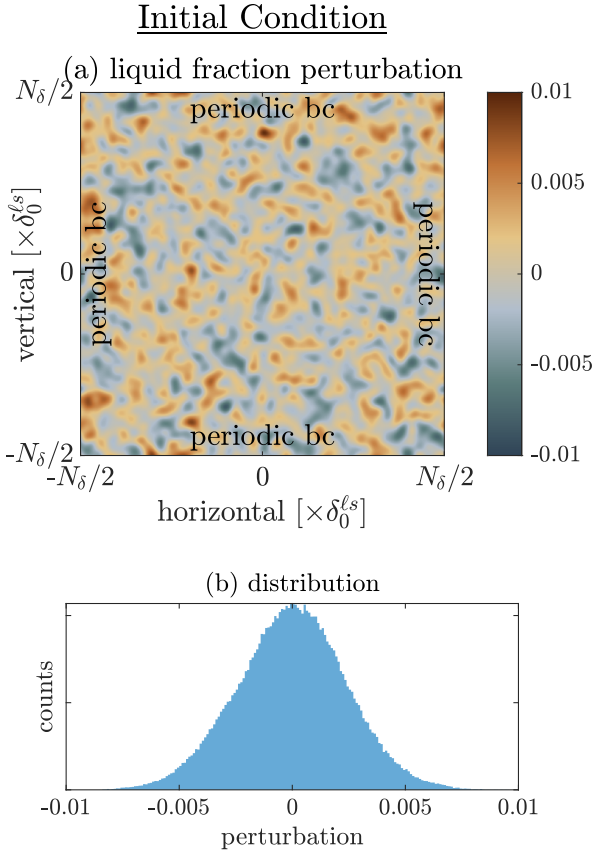 Initial Condition
(a) liquid fraction perturbation
N_δ/2
0
-N_δ/2
vertical [×δ₀^ℓs]
periodic bc
periodic bc
periodic bc
periodic bc
-N_δ/2
0
N_δ/2
horizontal [×δ₀^ℓs]
0.01
0.005
0
-0.005
-0.01
(b) distribution
counts
-0.01
-0.005
0
0.005
0.01
perturbation